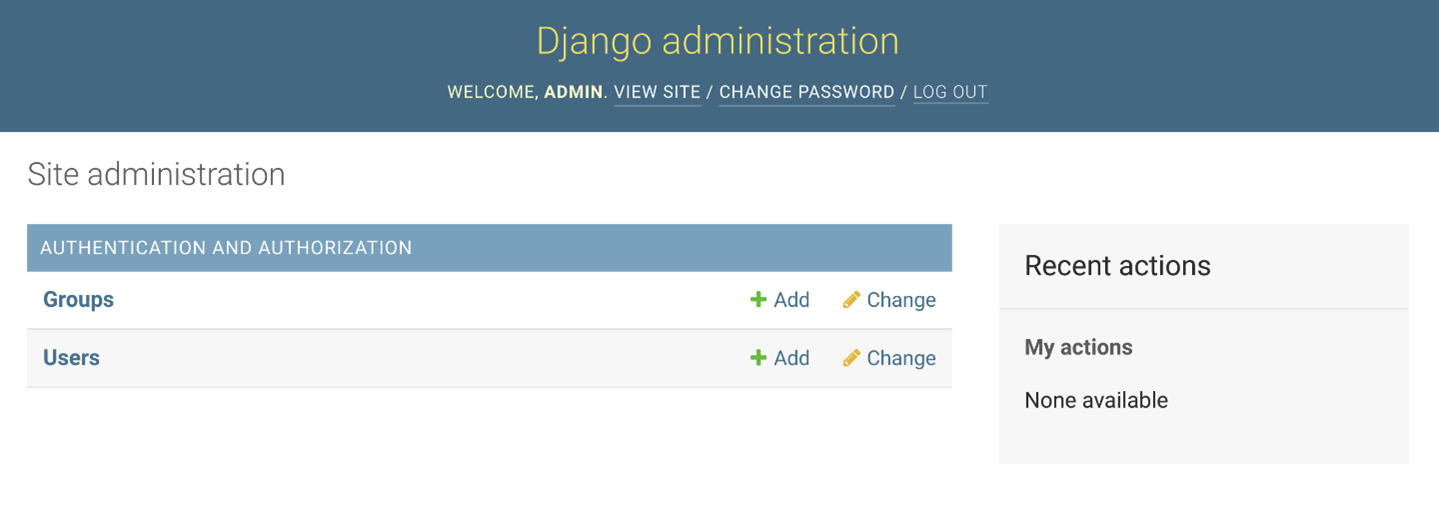 Django administration
WELCOME, ADMIN. VIEW SITE / CHANGE PASSWORD / LOG OUT
Site administration
AUTHENTICATION AND AUTHORIZATION
Groups Add Change
Users Add Change
Recent actions
My actions
None available